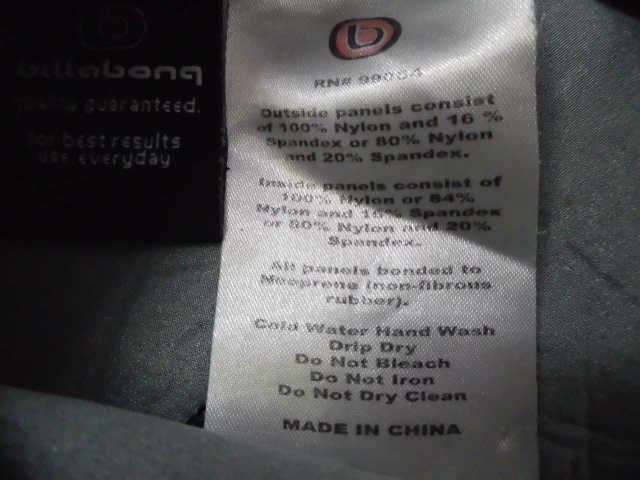 billabong
quality guaranteed.
for best results
use everyday
RN#
Outside panels consist
of 100% Nylon and 16 %
Spandex or 80% Nylon
and 20% Spandex.
Inside panels consist of
100% Nylon or 84%
Nylon and 16% Spandex
or 80% Nylon and 20%
Spandex.
All panels bonded to
Neoprene (non-fibrous
rubber).
Cold Water Hand Wash
Drip Dry
Do Not Bleach
Do Not Iron
Do Not Dry Clean
MADE IN CHINA